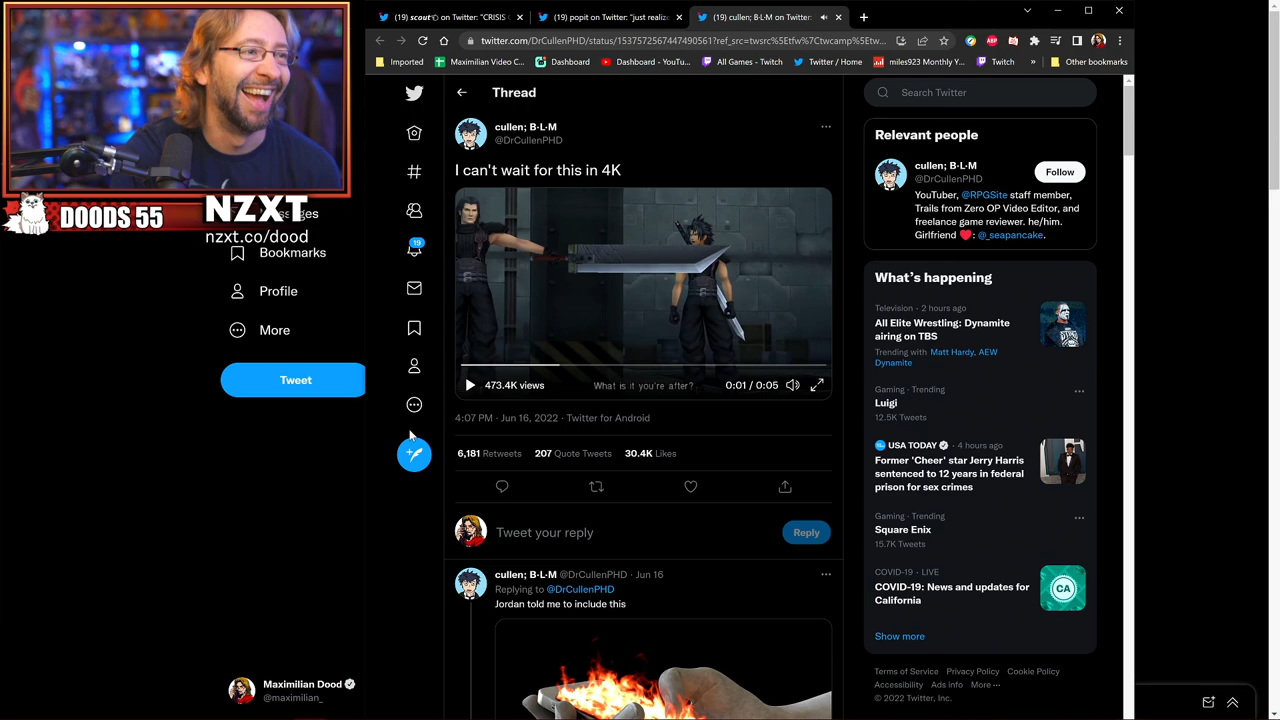 (19) scout on Twitter: "CRISIS
(19) popit on Twitter: "just realize
(19) cullen; B-L-M on Twitter:
twitter.com/DrCullenPHD/status/1537572567447490561?ref_src=twsrc%5Etfw%7Ctwcamp%5Etw...
Imported
Maximilian Video C...
Dashboard
Dashboard - YouTu...
All Games - Twitch
Twitter / Home
miles923 Monthly Y...
Twitch
»
Other bookmarks
DOODS 55
NZXT
nzxt.co/dood
ges
Bookmarks
Profile
More
Tweet
Maximilian Dood
@maximilian_
19
Thread
cullen; B-L-M
@DrCullenPHD
I can't wait for this in 4K
What is it you're after?
473.4K views
0:01 / 0:05
4:07 PM · Jun 16, 2022 · Twitter for Android
6,181 Retweets 207 Quote Tweets 30.4K Likes
Tweet your reply
Reply
cullen; B-L-M @DrCullenPHD · Jun 16
Replying to @DrCullenPHD
Jordan told me to include this
Search Twitter
Relevant people
cullen; B-L-M
@DrCullenPHD
Follow
YouTuber, @RPGSite staff member,
Trails from Zero OP Video Editor, and
freelance game reviewer. he/him.
Girlfriend ❤️: @_seapancake.
What's happening
Television · 2 hours ago
All Elite Wrestling: Dynamite
airing on TBS
Trending with Matt Hardy, AEW
Dynamite
Gaming · Trending
Luigi
12.5K Tweets
USA TODAY · 4 hours ago
Former 'Cheer' star Jerry Harris
sentenced to 12 years in federal
prison for sex crimes
Gaming · Trending
Square Enix
15.7K Tweets
COVID-19 · LIVE
COVID-19: News and updates for
California
CA
Show more
Terms of Service Privacy Policy Cookie Policy
Accessibility Ads info More ···
© 2022 Twitter, Inc.